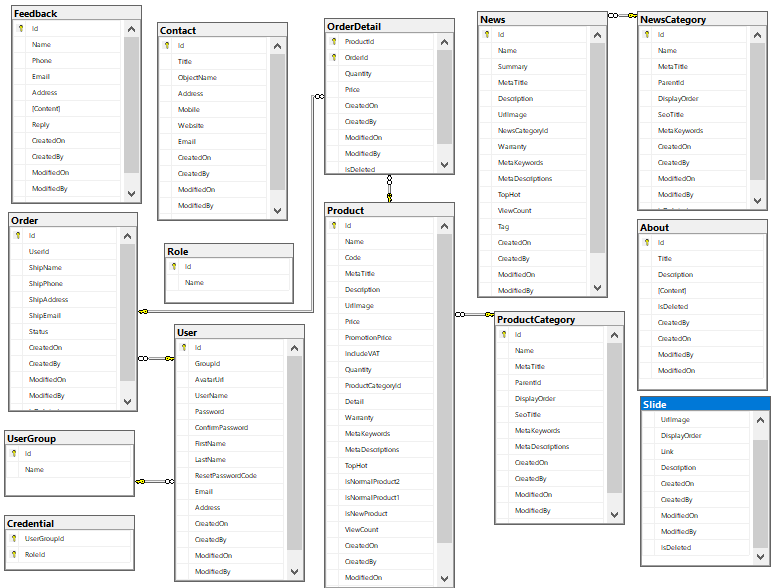 Feedback
Id
Name
Phone
Email
Address
[Content]
Reply
CreatedOn
CreatedBy
ModifiedOn
ModifiedBy
Contact
Id
Title
ObjectName
Address
Mobile
Website
Email
CreatedOn
CreatedBy
ModifiedOn
ModifiedBy
OrderDetail
ProductId
OrderId
Quantity
Price
CreatedOn
CreatedBy
ModifiedOn
ModifiedBy
IsDeleted
News
Id
Name
Summary
MetaTitle
Description
UrlImage
NewsCategoryId
Warranty
MetaKeywords
MetaDescriptions
TopHot
ViewCount
Tag
CreatedOn
CreatedBy
ModifiedOn
ModifiedBy
NewsCategory
Id
Name
MetaTitle
ParentId
DisplayOrder
SeoTitle
MetaKeywords
CreatedOn
CreatedBy
ModifiedOn
ModifiedBy
Order
Id
UserId
ShipName
ShipPhone
ShipAddress
ShipEmail
Status
CreatedOn
CreatedBy
ModifiedOn
ModifiedBy
Role
Id
Name
Product
Id
Name
Code
MetaTitle
Description
UrlImage
Price
PromotionPrice
IncludeVAT
Quantity
ProductCategoryId
Detail
Warranty
MetaKeywords
MetaDescriptions
TopHot
IsNormalProduct2
IsNormalProduct1
IsNewProduct
ViewCount
CreatedOn
CreatedBy
ModifiedOn
About
Id
Title
Description
[Content]
IsDeleted
CreatedBy
CreatedOn
ModifiedBy
ModifiedOn
User
Id
GroupId
AvatarUrl
UserName
Password
ConfirmPassword
FirstName
LastName
ResetPasswordCode
Email
Address
CreatedOn
CreatedBy
ModifiedOn
ModifiedBy
ProductCategory
Id
Name
MetaTitle
ParentId
DisplayOrder
SeoTitle
MetaKeywords
MetaDescriptions
CreatedOn
CreatedBy
ModifiedOn
ModifiedBy
Slide
UrlImage
DisplayOrder
Link
Description
CreatedOn
CreatedBy
ModifiedOn
ModifiedBy
IsDeleted
UserGroup
Id
Name
Credential
UserGroupId
RoleId